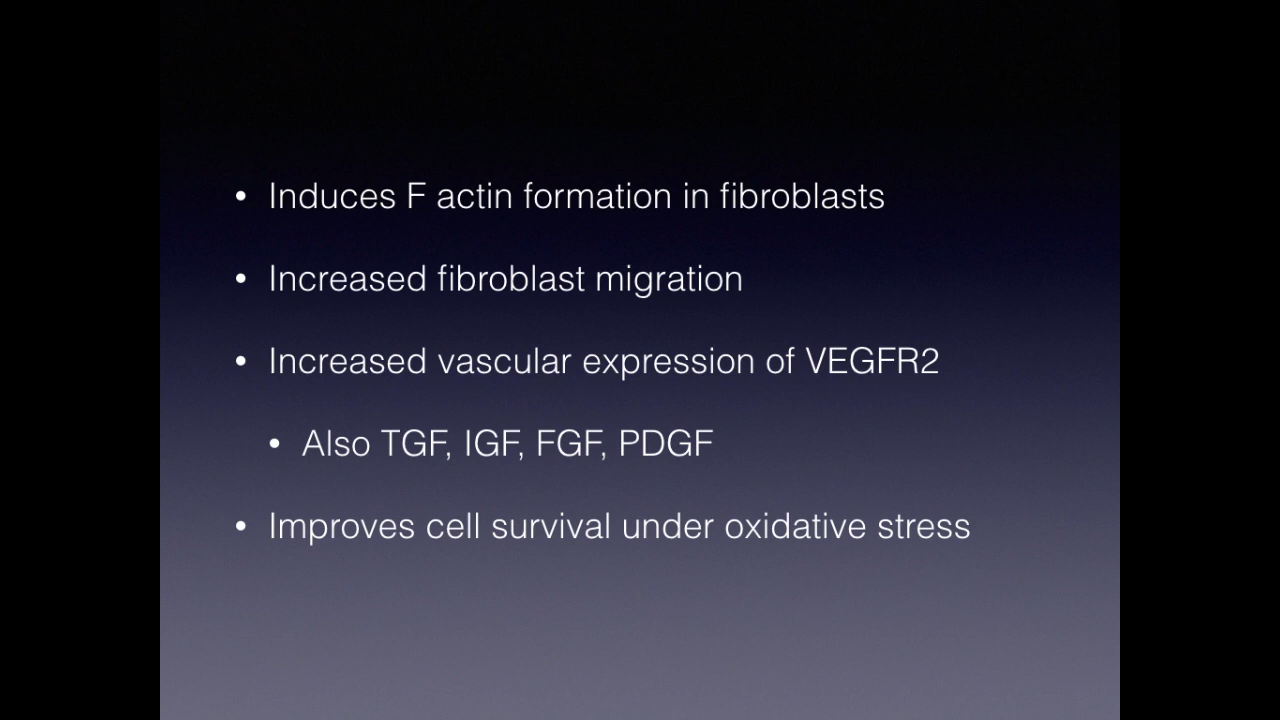 • Induces F actin formation in fibroblasts
• Increased fibroblast migration
• Increased vascular expression of VEGFR2
• Also TGF, IGF, FGF, PDGF
• Improves cell survival under oxidative stress